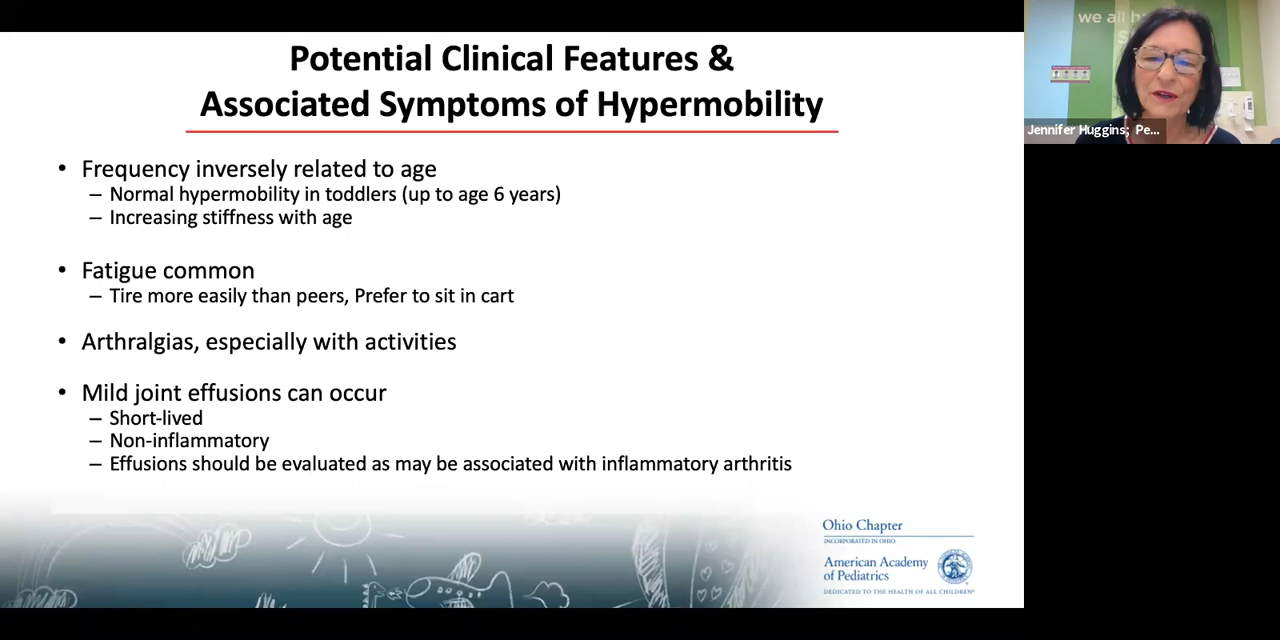 Potential Clinical Features &
Associated Symptoms of Hypermobility
• Frequency inversely related to age
– Normal hypermobility in toddlers (up to age 6 years)
– Increasing stiffness with age
• Fatigue common
– Tire more easily than peers, Prefer to sit in cart
• Arthralgias, especially with activities
• Mild joint effusions can occur
– Short-lived
– Non-inflammatory
– Effusions should be evaluated as may be associated with inflammatory arthritis
Ohio Chapter
INCORPORATED IN OHIO
American Academy
of Pediatrics
DEDICATED TO THE HEALTH OF ALL CHILDREN®
we all
Jennifer Huggins; Pe...